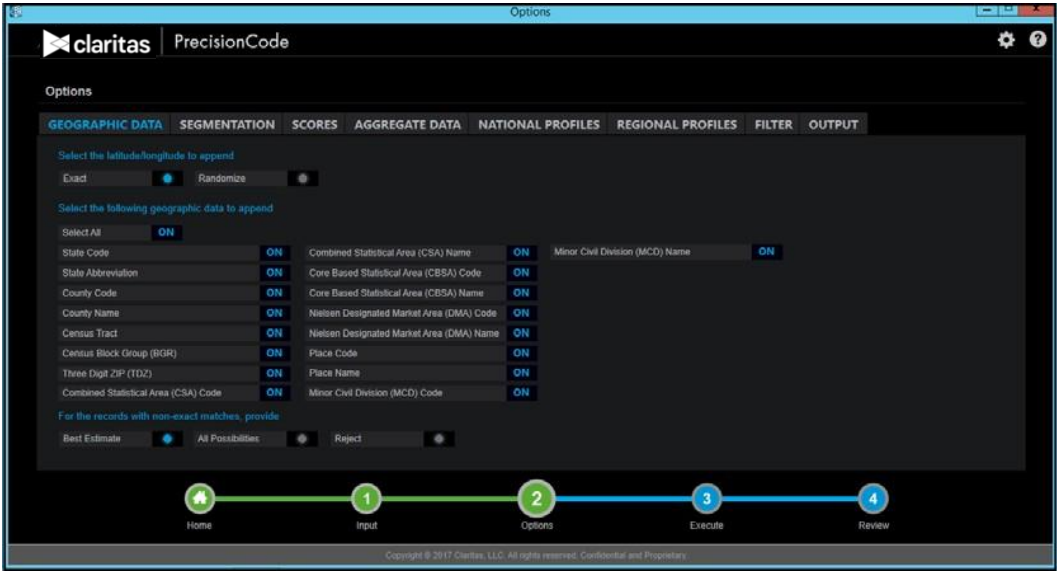 Options
claritas PrecisionCode
Options
GEOGRAPHIC DATA SEGMENTATION SCORES AGGREGATE DATA NATIONAL PROFILES REGIONAL PROFILES FILTER OUTPUT
Select the latitude/longitude to append
Exact Randomize
Select the following geographic data to append
Select All ON
State Code ON Combined Statistical Area (CSA) Name ON Minor Civil Division (MCD) Name ON
State Abbreviation ON Core Based Statistical Area (CBSA) Code ON
County Code ON Core Based Statistical Area (CBSA) Name ON
County Name ON Nielsen Designated Market Area (DMA) Code ON
Census Tract ON Nielsen Designated Market Area (DMA) Name ON
Census Block Group (BGR) ON Place Code ON
Three Digit ZIP (TDZ) ON Place Name ON
Combined Statistical Area (CSA) Code ON Minor Civil Division (MCD) Code ON
For the records with non-exact matches, provide
Best Estimate All Possibilities Reject
1 2 3 4
Home Input Options Execute Review
Copyright © 2017 Claritas, LLC. All rights reserved. Confidential and Proprietary.